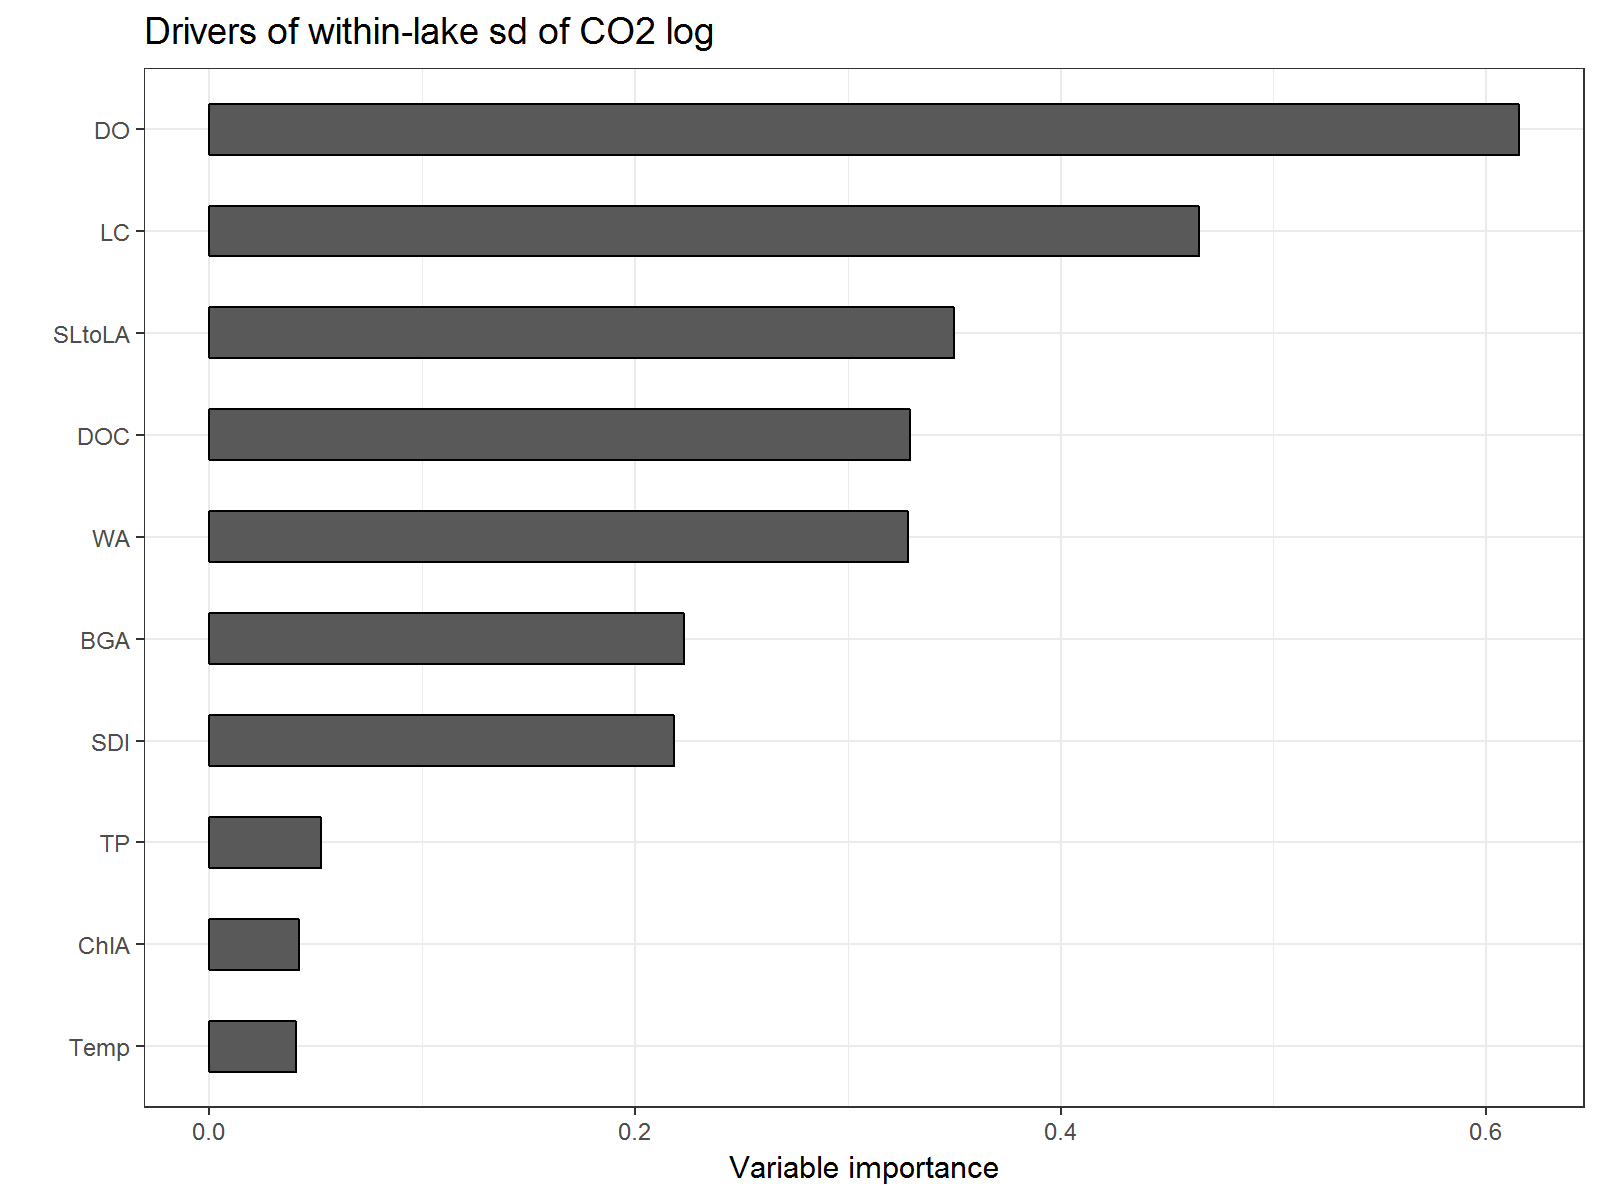 Drivers of within-lake sd of CO2 log
DO
LC
SLtoLA
DOC
WA
BGA
SDI
TP
ChlA
Temp
0.0 0.2 0.4 0.6
Variable importance